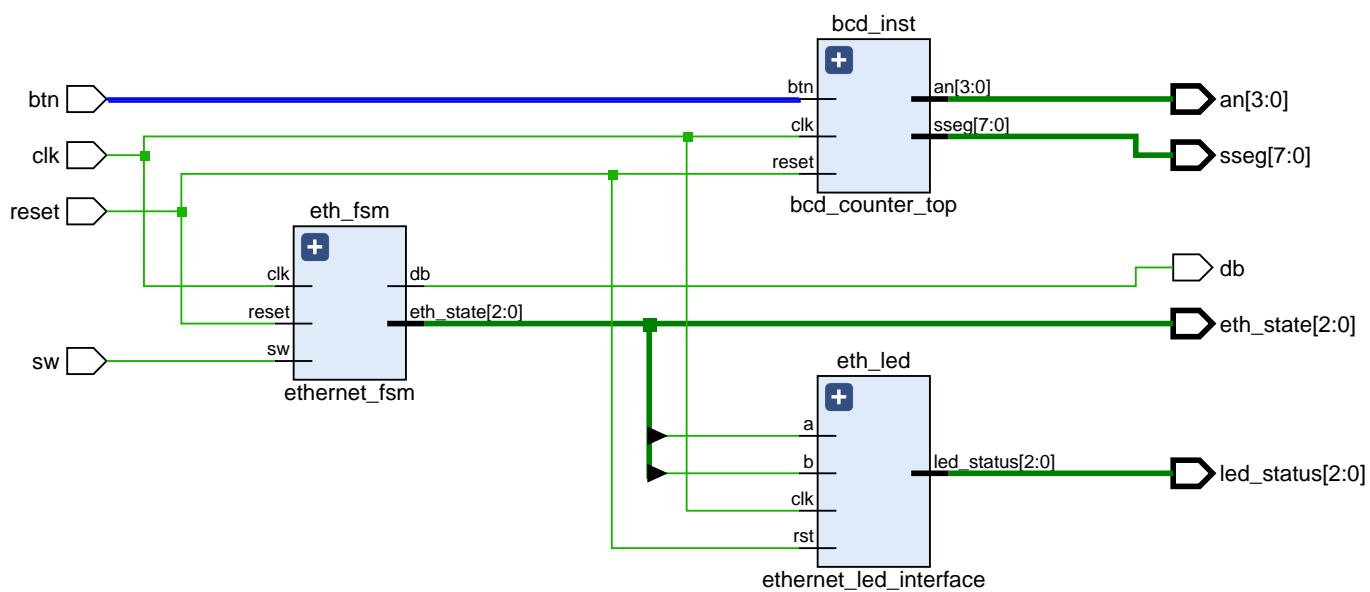 bcd_inst
btn
btn
an[3:0]
an[3:0]
clk
sseg[7:0]
clk
sseg[7:0]
reset
reset
eth_fsm
bcd_counter_top
clk
db
db
reset
eth_state[2:0]
eth_state[2:0]
sw
sw
ethernet_fsm
eth_led
a
b
led_status[2:0]
led_status[2:0]
clk
rst
ethernet_led_interface